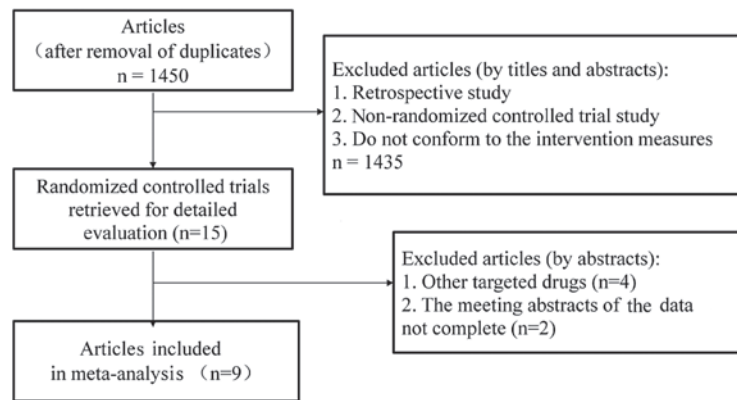 Articles
（after removal of duplicates）
n = 1450
Excluded articles (by titles and abstracts):
1. Retrospective study
2. Non-randomized controlled trial study
3. Do not conform to the intervention measures
n = 1435
Randomized controlled trials
retrieved for detailed
evaluation (n=15)
Excluded articles (by abstracts):
1. Other targeted drugs (n=4)
2. The meeting abstracts of the data
not complete (n=2)
Articles included
in meta-analysis （n=9）